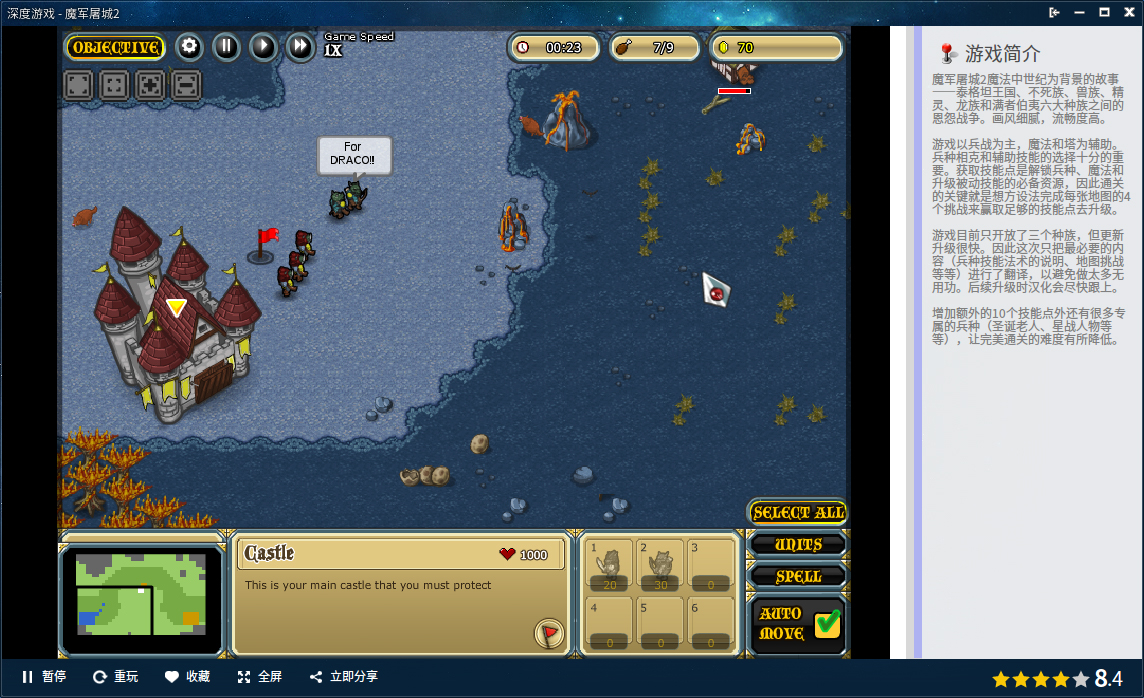 深度游戏 - 魔军屠城2
OBJECTIVE
Game Speed
1X
00:23
7/9
70
For
DRACO!!
SELECT ALL
Castle
1000
This is your main castle that you must protect
1
2
3
20
30
0
4
5
6
0
0
0
UNITS
SPELL
AUTO
MOVE
游戏简介
魔军屠城2魔法中世纪为背景的故事
——泰格坦王国、不死族、兽族、精
灵、龙族和满者伯夷六大种族之间的
恩怨战争。画风细腻，流畅度高。
游戏以兵战为主，魔法和塔为辅助。
兵种相克和辅助技能的选择十分的重
要。获取技能点是解锁兵种、魔法和
升级被动技能的必备资源，因此通关
的关键就是想方设法完成每张地图的4
个挑战来赢取足够的技能点去升级。
游戏目前只开放了三个种族，但更新
升级很快。因此这次只把最必要的内
容（兵种技能法术的说明、地图挑战
等等）进行了翻译，以避免做太多无
用功。后续升级时汉化会尽快跟上。
增加额外的10个技能点外还有很多专
属的兵种（圣诞老人、星战人物等
等），让完美通关的难度有所降低。
暂停
重玩
收藏
全屏
立即分享
8.4